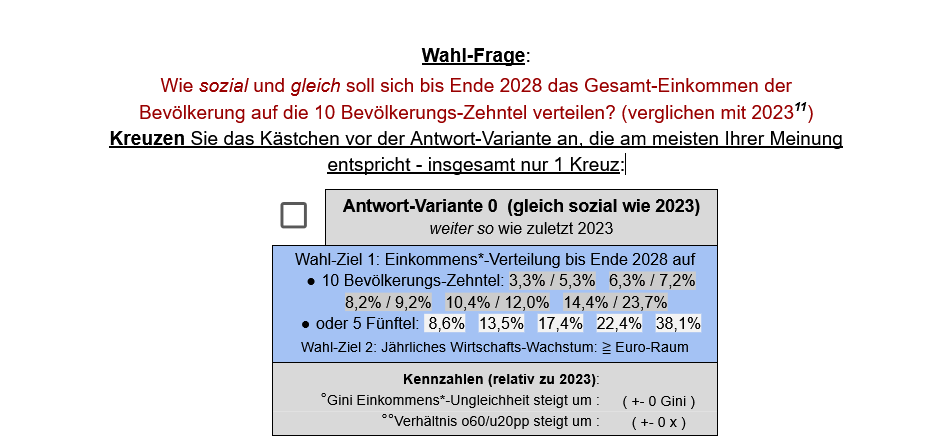 Wahl-Frage:
Wie sozial und gleich soll sich bis Ende 2028 das Gesamt-Einkommen der
Bevölkerung auf die 10 Bevölkerungs-Zehntel verteilen? (verglichen mit 2023¹¹)
Kreuzen Sie das Kästchen vor der Antwort-Variante an, die am meisten Ihrer Meinung
entspricht - insgesamt nur 1 Kreuz:
Antwort-Variante 0 (gleich sozial wie 2023)
weiter so wie zuletzt 2023
Wahl-Ziel 1: Einkommens*-Verteilung bis Ende 2028 auf
● 10 Bevölkerungs-Zehntel: 3,3% / 5,3% 6,3% / 7,2%
8,2% / 9,2% 10,4% / 12,0% 14,4% / 23,7%
● oder 5 Fünftel: 8,6% 13,5% 17,4% 22,4% 38,1%
Wahl-Ziel 2: Jährliches Wirtschafts-Wachstum: ≧ Euro-Raum
Kennzahlen (relativ zu 2023):
°Gini Einkommens*-Ungleichheit steigt um : ( +- 0 Gini )
°°Verhältnis o60/u20pp steigt um : ( +- 0 x )